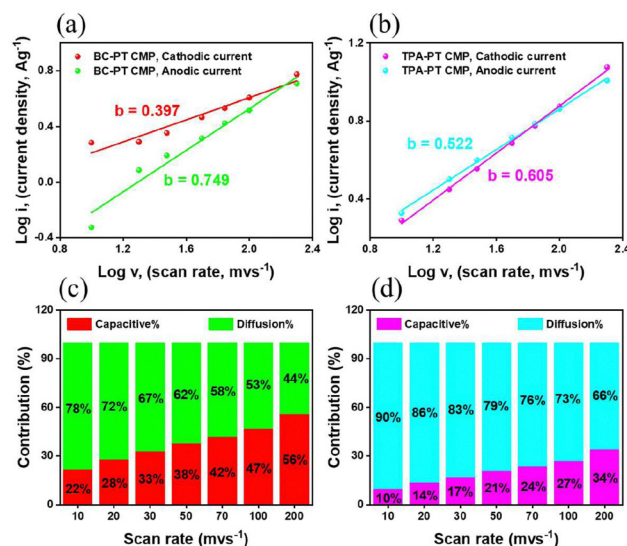 (a)
BC-PT CMP, Cathodic current
BC-PT CMP, Anodic current
b = 0.397
b = 0.749
0.8
0.4
0.0
-0.4
0.8 1.2 1.6 2.0 2.4
Log i, (current density, Ag-1)
Log v, (scan rate, mvs-1)
(b)
TPA-PT CMP, Cathodic current
TPA-PT CMP, Anodic current
b = 0.522
b = 0.605
1.2
0.8
0.4
0.8 1.2 1.6 2.0 2.4
Log i, (current density, Ag-1)
Log v, (scan rate, mvs-1)
(c)
Capacitive% Diffusion%
120
90
60
30
0
78% 72% 67% 62% 58% 53% 44%
22% 28% 33% 38% 42% 47% 56%
10 20 30 50 70 100 200
Contribution (%)
Scan rate (mvs-1)
(d)
Capacitive% Diffusion%
120
90
60
30
0
90% 86% 83% 79% 76% 73% 66%
10% 14% 17% 21% 24% 27% 34%
10 20 30 50 70 100 200
Contribution (%)
Scan rate (mvs-1)